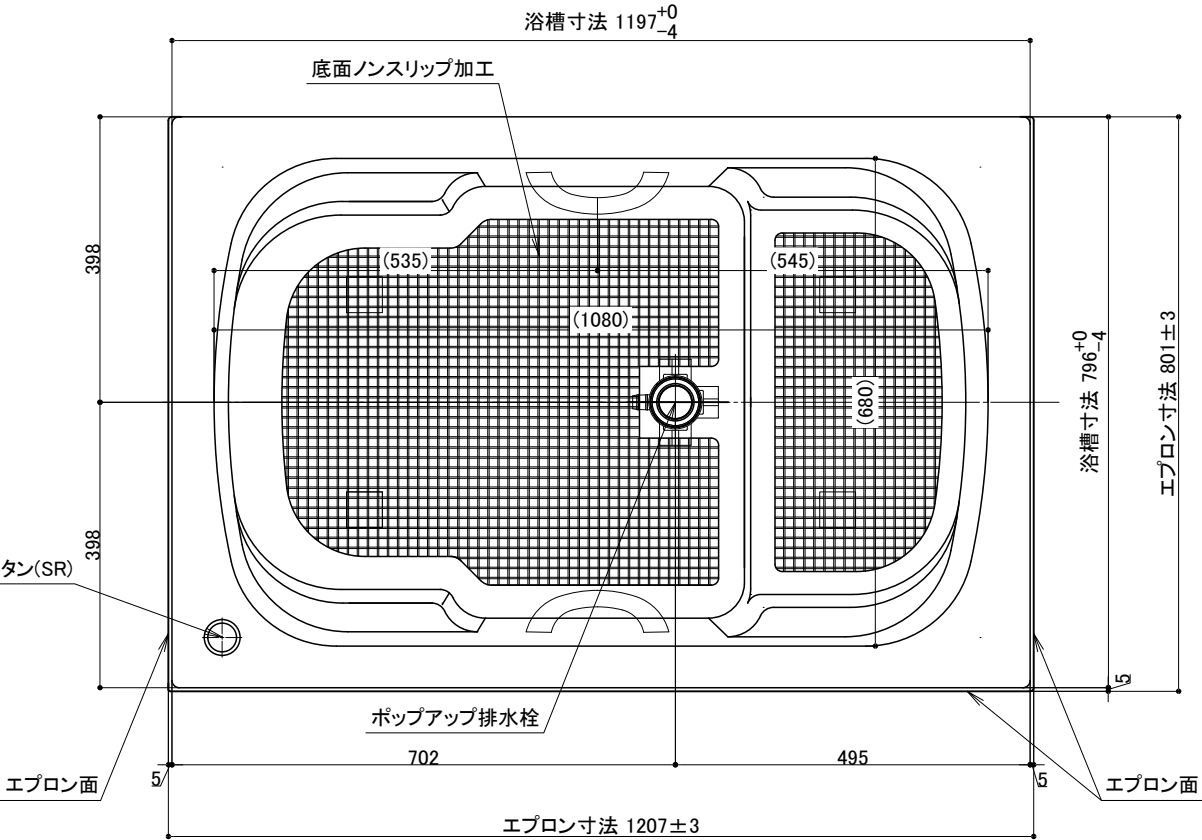 浴槽寸法 1197 +0 -4
底面ノンスリップ加工
398
(535)
(545)
(1080)
(680)
浴槽寸法 796 +0 -4
エプロン寸法 801±3
398
タン(SR)
5
ポップアップ排水栓
702
495
5
5
エプロン面
エプロン面
エプロン寸法 1207±3